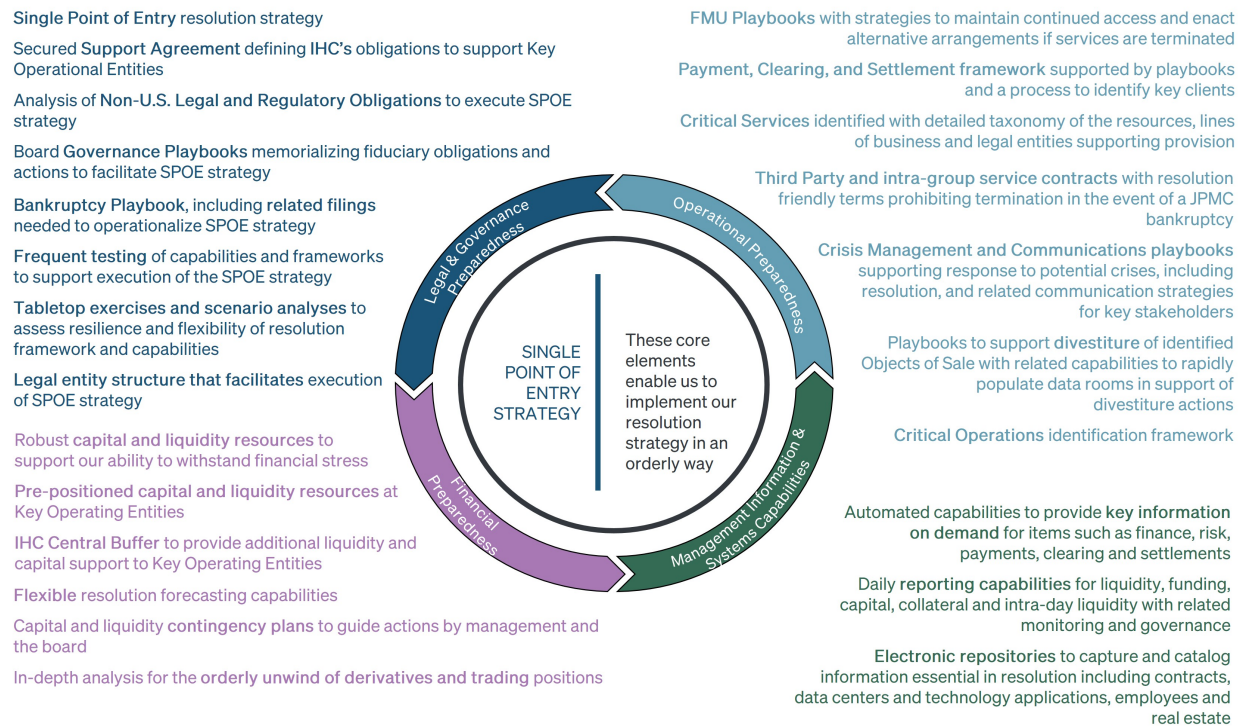 Single Point of Entry resolution strategy
Secured Support Agreement defining IHC's obligations to support Key
Operational Entities
Analysis of Non-U.S. Legal and Regulatory Obligations to execute SPOE
strategy
Board Governance Playbooks memorializing fiduciary obligations and
actions to facilitate SPOE strategy
Bankruptcy Playbook, including related filings
needed to operationalize SPOE strategy
Frequent testing of capabilities and frameworks
to support execution of the SPOE strategy
Tabletop exercises and scenario analyses to
assess resilience and flexibility of resolution
framework and capabilities
Legal entity structure that facilitates execution
of SPOE strategy
Robust capital and liquidity resources to
support our ability to withstand financial stress
Pre-positioned capital and liquidity resources at
Key Operating Entities
IHC Central Buffer to provide additional liquidity and
capital support to Key Operating Entities
Flexible resolution forecasting capabilities
Capital and liquidity contingency plans to guide actions by management and
the board
In-depth analysis for the orderly unwind of derivatives and trading positions
Legal & Governance
Preparedness
Operational Preparedness
Financial
Preparedness
Management Information &
Systems Capabilities
SINGLE
POINT OF
ENTRY
STRATEGY
These core
elements
enable us to
implement our
resolution
strategy in an
orderly way
FMU Playbooks with strategies to maintain continued access and enact
alternative arrangements if services are terminated
Payment, Clearing, and Settlement framework supported by playbooks
and a process to identify key clients
Critical Services identified with detailed taxonomy of the resources, lines
of business and legal entities supporting provision
Third Party and intra-group service contracts with resolution
friendly terms prohibiting termination in the event of a JPMC
bankruptcy
Crisis Management and Communications playbooks
supporting response to potential crises, including
resolution, and related communication strategies
for key stakeholders
Playbooks to support divestiture of identified
Objects of Sale with related capabilities to rapidly
populate data rooms in support of
divestiture actions
Critical Operations identification framework
Automated capabilities to provide key information
on demand for items such as finance, risk,
payments, clearing and settlements
Daily reporting capabilities for liquidity, funding,
capital, collateral and intra-day liquidity with related
monitoring and governance
Electronic repositories to capture and catalog
information essential in resolution including contracts,
data centers and technology applications, employees and
real estate